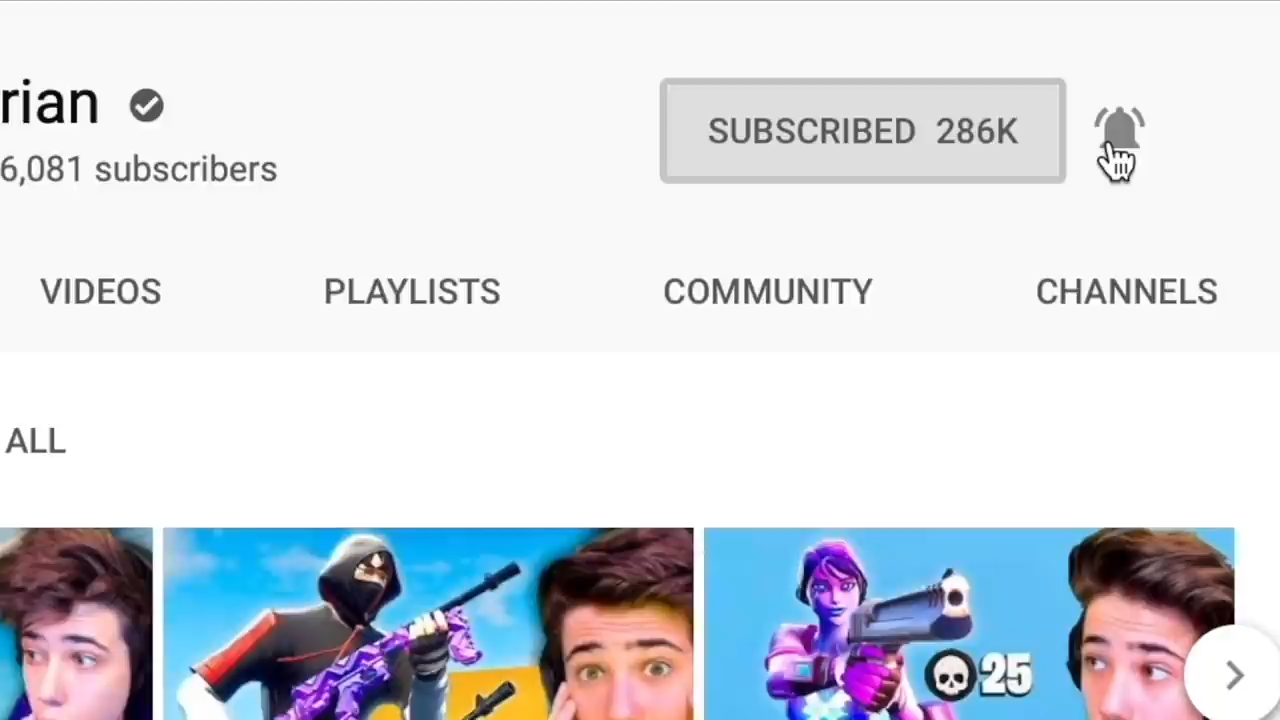 rian
6,081 subscribers
SUBSCRIBED 286K
VIDEOS PLAYLISTS COMMUNITY CHANNELS
ALL
25